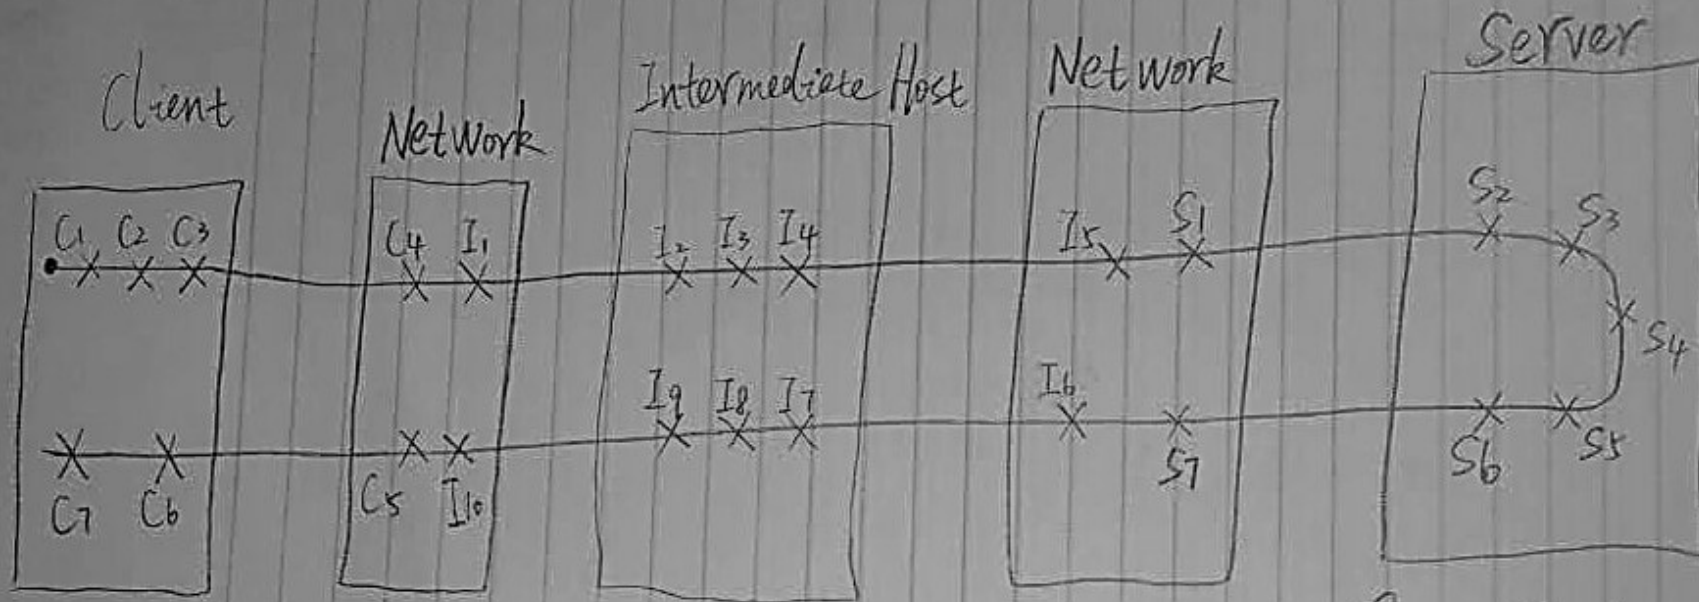 Client
Network
Intermediate Host
Network
Server
C1 C2 C3
C4 I1
I2 I3 I4
I5 S1
S2
S3
S4
S5
S6
S7
I6
I7
I8
I9
I10
C5
C6
C7